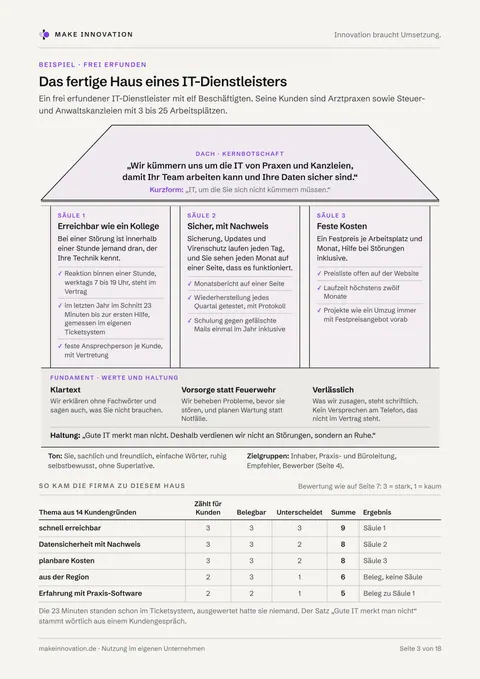 MAKE INNOVATION
Innovation braucht Umsetzung.
BEISPIEL · FREI ERFUNDEN
Das fertige Haus eines IT-Dienstleisters
Ein frei erfundener IT-Dienstleister mit elf Beschäftigten. Seine Kunden sind Arztpraxen sowie Steuer-
und Anwaltskanzleien mit 3 bis 25 Arbeitsplätzen.
DACH · KERNBOTSCHAFT
„Wir kümmern uns um die IT von Praxen und Kanzleien,
damit Ihr Team arbeiten kann und Ihre Daten sicher sind.“
Kurzform: „IT, um die Sie sich nicht kümmern müssen.“
SÄULE 1
Erreichbar wie ein Kollege
Bei einer Störung ist innerhalb
einer Stunde jemand dran, der
Ihre Technik kennt.
✓ Reaktion binnen einer Stunde,
werktags 7 bis 19 Uhr, steht im
Vertrag
✓ im letzten Jahr im Schnitt 23
Minuten bis zur ersten Hilfe,
gemessen im eigenen
Ticketsystem
✓ feste Ansprechperson je Kunde,
mit Vertretung
SÄULE 2
Sicher, mit Nachweis
Sicherung, Updates und
Virenschutz laufen jeden Tag,
und Sie sehen jeden Monat auf
einer Seite, dass es funktioniert.
✓ Monatsbericht auf einer Seite
✓ Wiederherstellung jedes
Quartal getestet, mit Protokoll
✓ Schulung gegen gefälschte
Mails einmal im Jahr inklusive
SÄULE 3
Feste Kosten
Ein Festpreis je Arbeitsplatz und
Monat, Hilfe bei Störungen
inklusive.
✓ Preisliste offen auf der Website
✓ Laufzeit höchstens zwölf
Monate
✓ Projekte wie ein Umzug immer
mit Festpreisangebot vorab
FUNDAMENT · WERTE UND HALTUNG
Klartext
Wir erklären ohne Fachwörter und
sagen auch, was Sie nicht brauchen.
Vorsorge statt Feuerwehr
Wir beheben Probleme, bevor sie
stören, und planen Wartung statt
Notfälle.
Verlässlich
Was wir zusagen, steht schriftlich.
Kein Versprechen am Telefon, das
nicht im Vertrag steht.
Haltung: „Gute IT merkt man nicht. Deshalb verdienen wir nicht an Störungen, sondern an Ruhe.“
Ton: Sie, sachlich und freundlich, einfache Wörter, ruhig
selbstbewusst, ohne Superlative.
Zielgruppen: Inhaber, Praxis- und Büroleitung,
Empfehler, Bewerber (Seite 4).
SO KAM DIE FIRMA ZU DIESEM HAUS
Bewertung wie auf Seite 7: 3 = stark, 1 = kaum
Thema aus 14 Kundengründen Zählt für Kunden Belegbar Unterscheidet Summe Ergebnis
schnell erreichbar 3 3 3 9 Säule 1
Datensicherheit mit Nachweis 3 3 2 8 Säule 2
planbare Kosten 3 3 2 8 Säule 3
aus der Region 2 3 1 6 Beleg, keine Säule
Erfahrung mit Praxis-Software 2 2 1 5 Beleg zu Säule 1
Die 23 Minuten standen schon im Ticketsystem, ausgewertet hatte sie niemand. Der Satz „Gute IT merkt man nicht“
stammt wörtlich aus einem Kundengespräch.
makeinnovation.de · Nutzung im eigenen Unternehmen
Seite 3 von 18